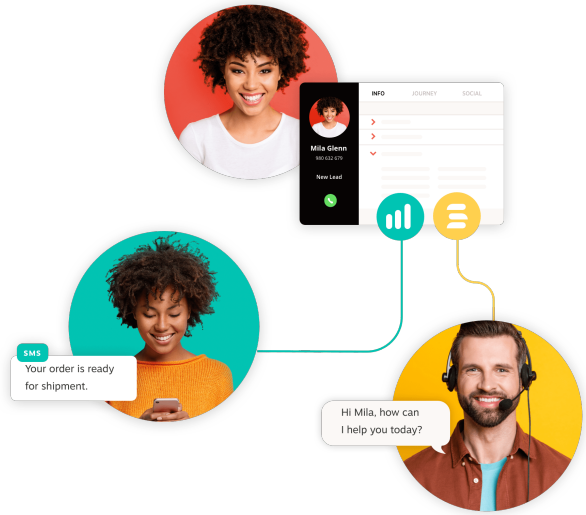 INFO
JOURNEY
SOCIAL
Mila Glenn
980 632 679
New Lead
SMS
Your order is ready
for shipment.
Hi Mila, how can
I help you today?